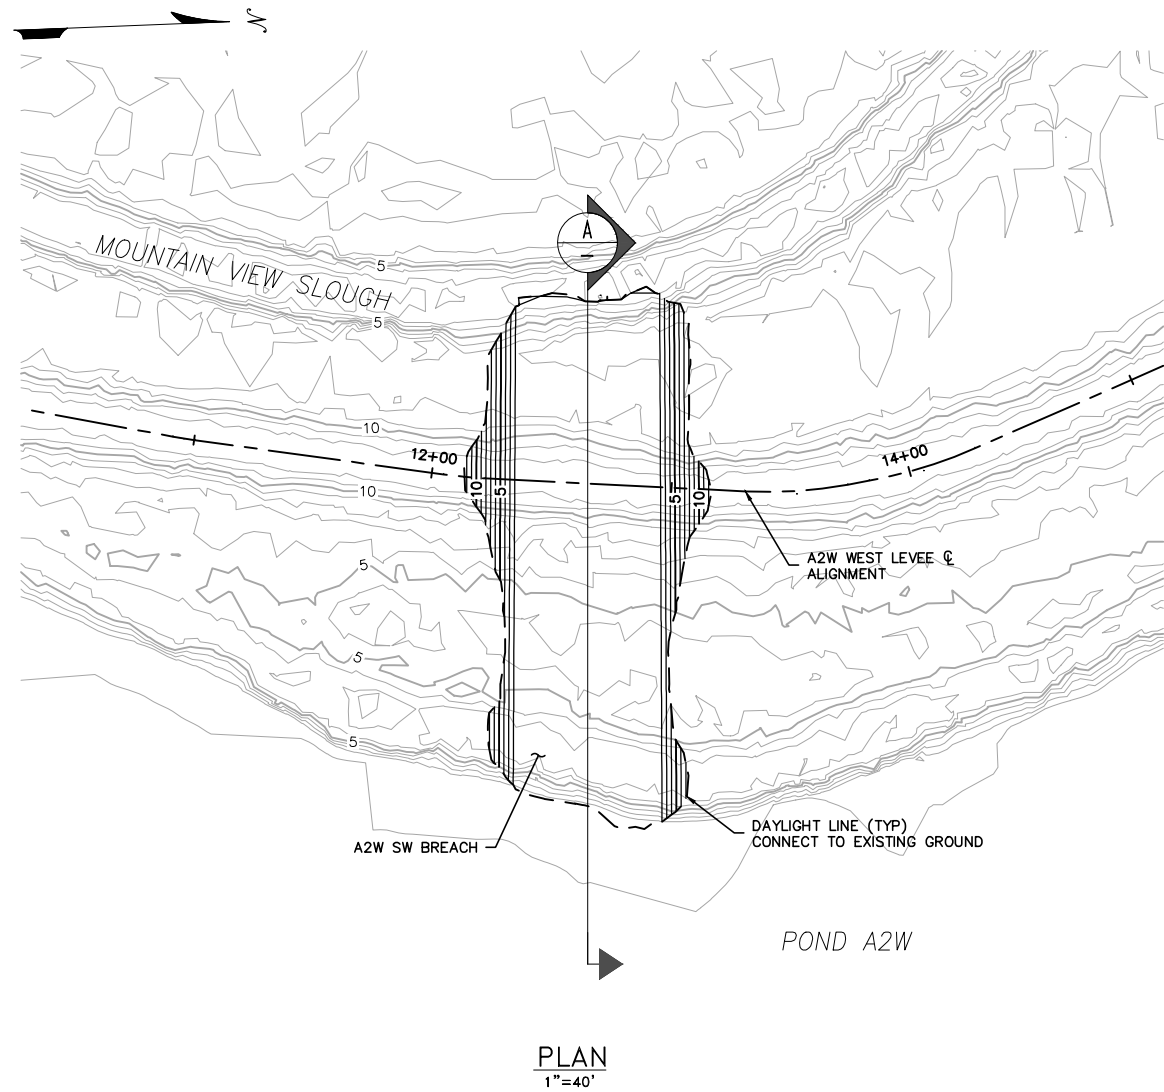 N
A
5
MOUNTAIN VIEW SLOUGH
5
10
12+00
14+00
10
10
5
5
10
A2W WEST LEVEE ℄
ALIGNMENT
5
5
5
DAYLIGHT LINE (TYP)
CONNECT TO EXISTING GROUND
A2W SW BREACH
POND A2W
PLAN
1"=40'